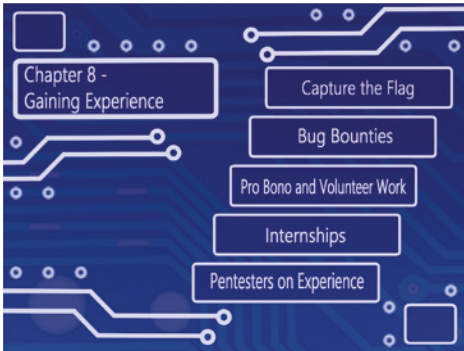 Chapter 8 -
Gaining Experience
Capture the Flag
Bug Bounties
Pro Bono and Volunteer Work
Internships
Pentesters on Experience